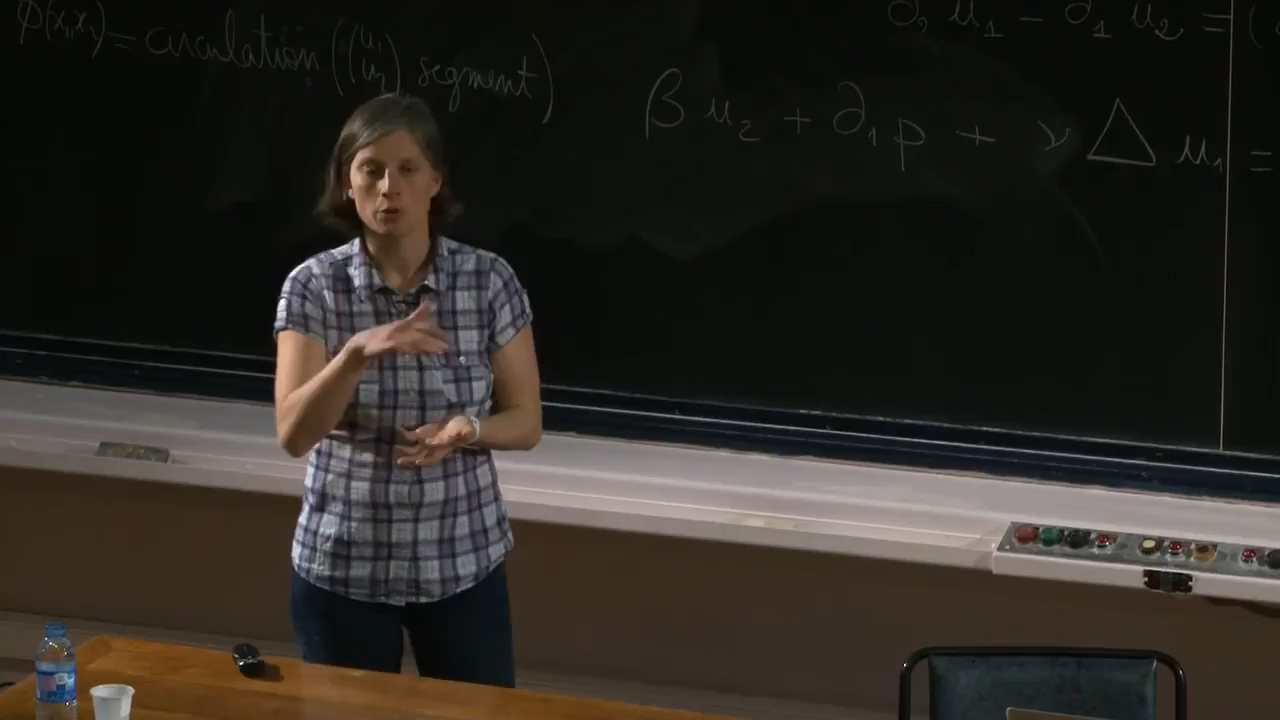 ϕ(x₁,x₂) = circulation ((u₁ u₂) segment)
∂₂ u₁ − ∂₁ u₂ = (
β u₂ + ∂₁ p + ν Δ u₁ =